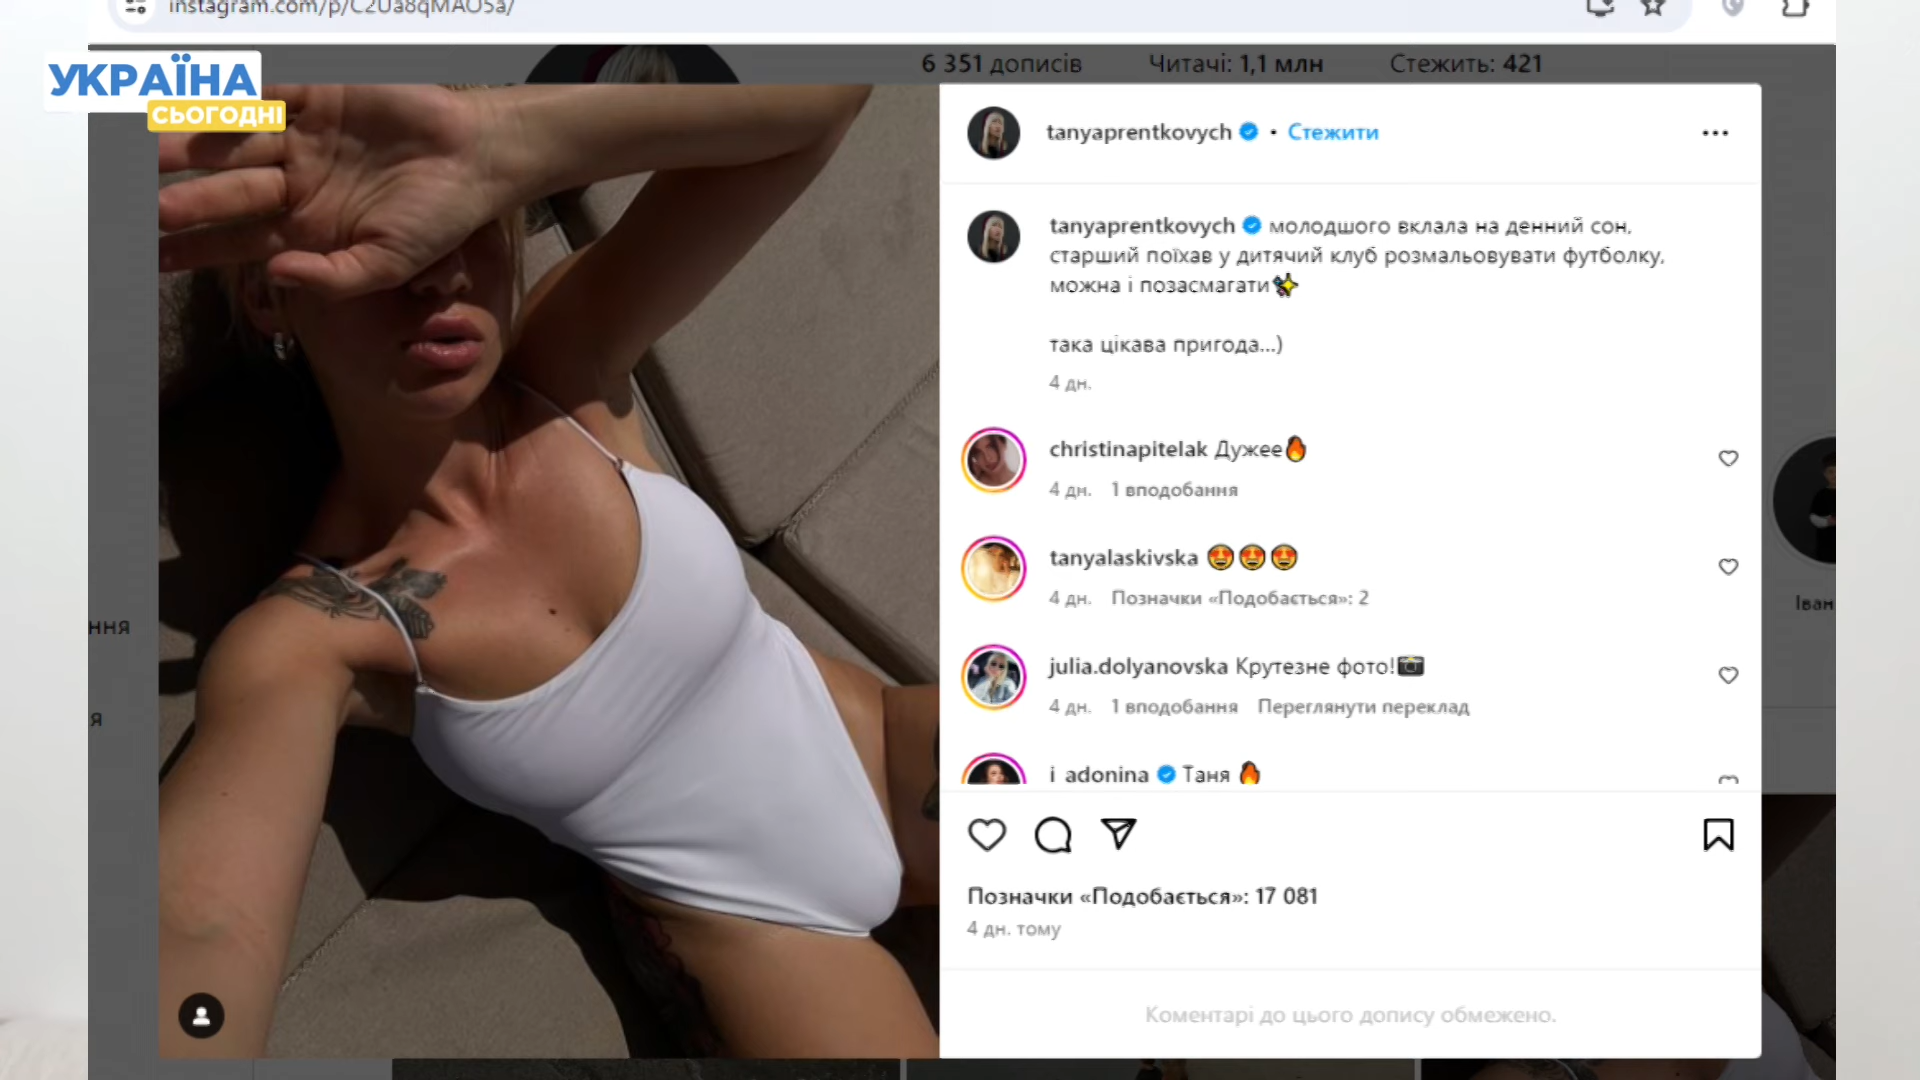 instagram.com/p/C2Ua8qMAO5a/
УКРАЇНА
СЬОГОДНІ
6 351 дописів Читачі: 1,1 млн Стежить: 421
tanyaprentkovych • Стежити
tanyaprentkovych молодшого вклала на денний сон,
старший поїхав у дитячий клуб розмальовувати футболку,
можна і позасмагати✨
така цікава пригода...)
4 дн.
christinapitelak Дужее🔥
4 дн. 1 вподобання
tanyalaskivska 😍😍😍
4 дн. Позначки «Подобається»: 2
Іван
ння
julia.dolyanovska Крутезне фото!📸
4 дн. 1 вподобання Переглянути переклад
я
i_adonina Таня 🔥
Позначки «Подобається»: 17 081
4 дн. тому
Коментарі до цього допису обмежено.